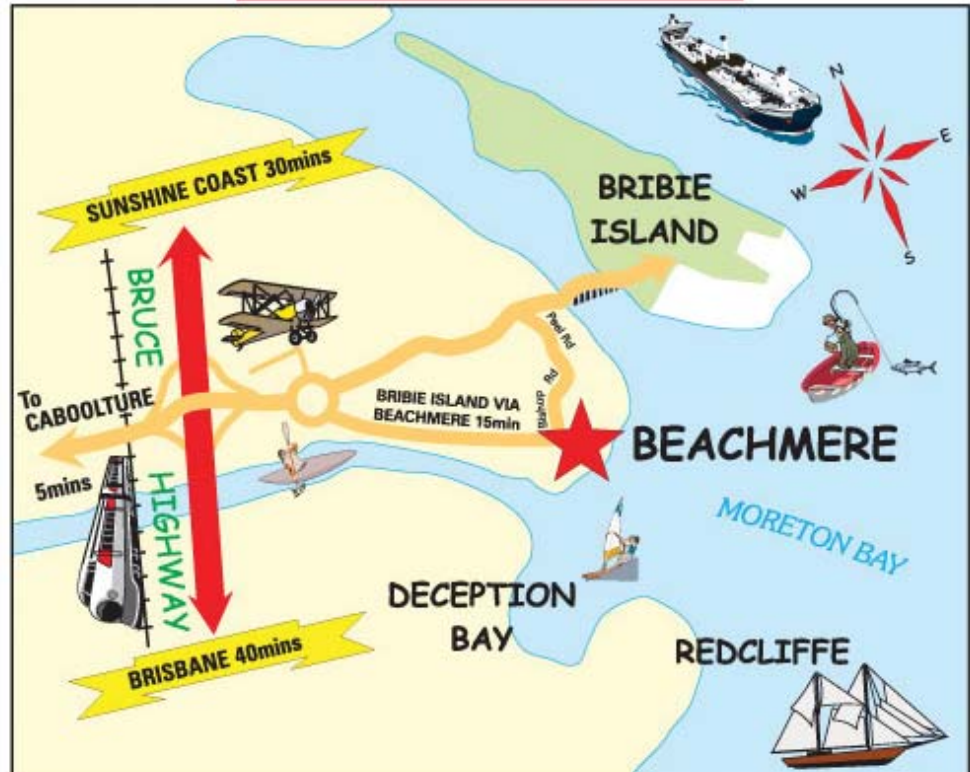 N
E
W
S
SUNSHINE COAST 30mins
BRIBIE
ISLAND
BRUCE
HIGHWAY
Peel Rd
Bishop Rd
To
CABOOLTURE
5mins
BRIBIE ISLAND VIA
BEACHMERE 15min
BEACHMERE
MORETON BAY
DECEPTION
BAY
REDCLIFFE
BRISBANE 40mins